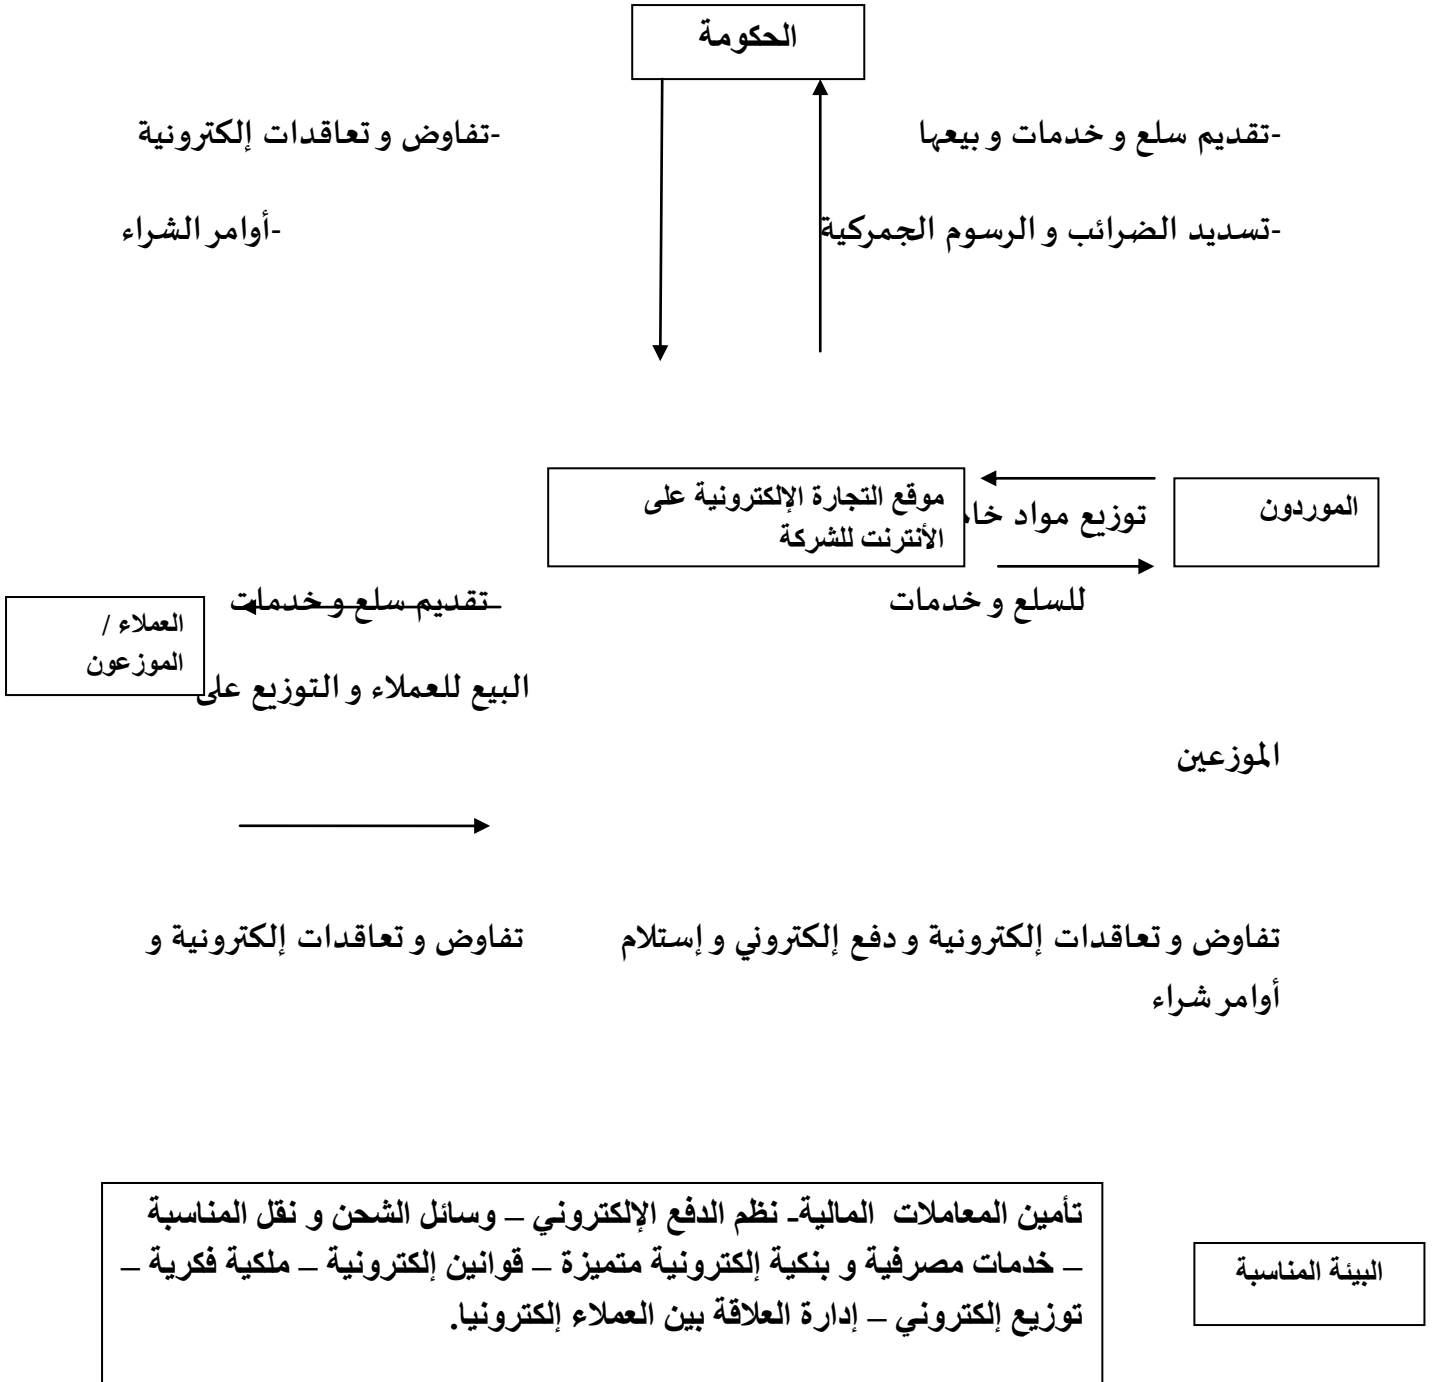 الحكومة
-تقديم سلع و خدمات و بيعها
-تفاوض و تعاقدات إلكترونية
-تسديد الضرائب و الرسوم الجمركية
-أوامر الشراء
الموردون
توزيع مواد
موقع التجارة الإلكترونية على
الأنترنت للشركة
للسلع و خدمات
تقديم سلع و خدمات
العملاء /
الموزعون
البيع للعملاء و التوزيع على
الموزعين
تفاوض و تعاقدات إلكترونية و دفع إلكتروني و إستلام
تفاوض و تعاقدات إلكترونية و
أوامر شراء
تأمين المعاملات المالية- نظم الدفع الإلكتروني – وسائل الشحن و نقل المناسبة
– خدمات مصرفية و بنكية إلكترونية متميزة – قوانين إلكترونية – ملكية فكرية –
توزيع إلكتروني – إدارة العلاقة بين العملاء إلكترونيا.
البيئة المناسبة